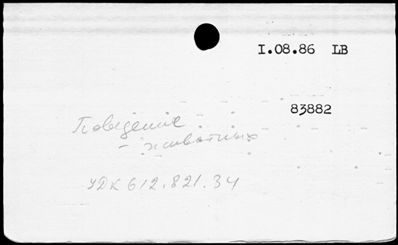 I.08.86 LB
83882
Поведение
- животных
УДК 612.821.34